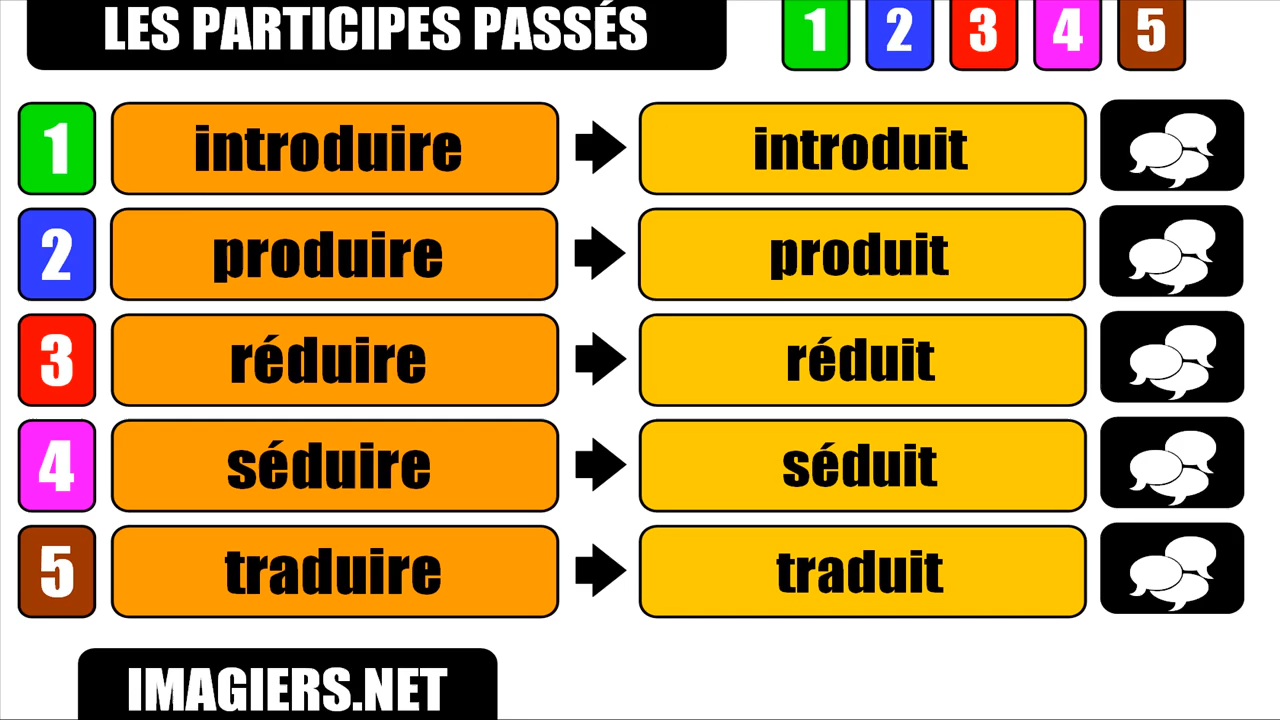 LES PARTICIPES PASSÉS
1 2 3 4 5
1 introduire introduit
2 produire produit
3 réduire réduit
4 séduire séduit
5 traduire traduit
IMAGIERS.NET